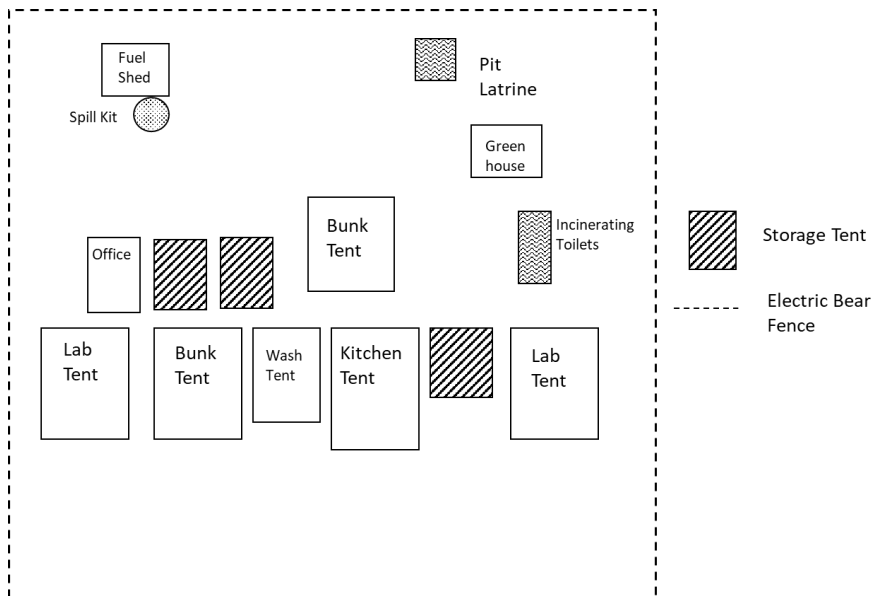 Fuel
Shed
Spill Kit
Pit
Latrine
Green
house
Bunk
Tent
Incinerating
Toilets
Office
Storage Tent
Electric Bear
Fence
Lab
Tent
Bunk
Tent
Wash
Tent
Kitchen
Tent
Lab
Tent